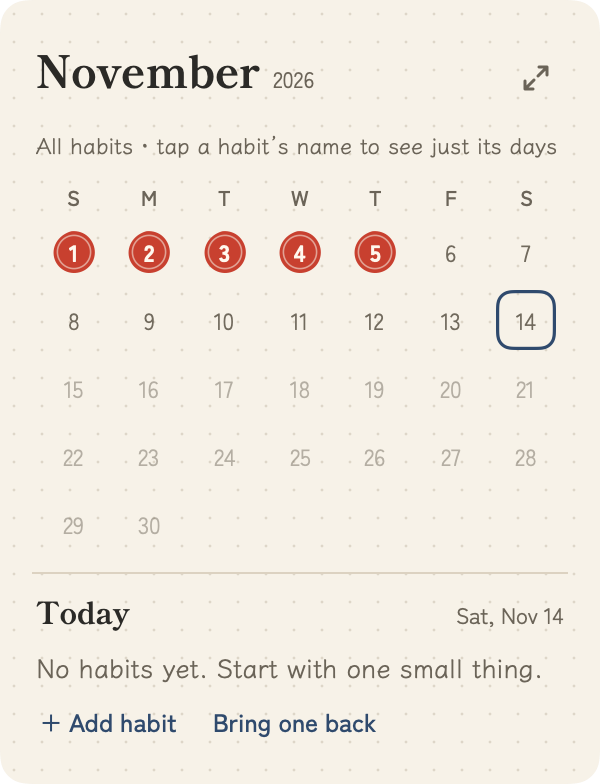 November 2026
All habits • tap a habit's name to see just its days
S M T W T F S
1 2 3 4 5 6 7
8 9 10 11 12 13 14
15 16 17 18 19 20 21
22 23 24 25 26 27 28
29 30
Today Sat, Nov 14
No habits yet. Start with one small thing.
+ Add habit Bring one back